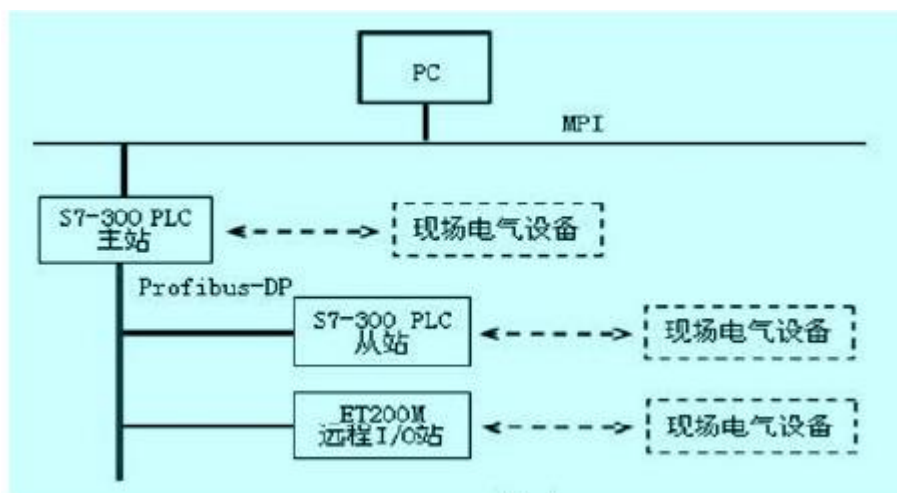 PC
MPI
S7-300 PLC
主站
现场电气设备
Profibus-DP
S7-300 PLC
从站
现场电气设备
ET200M
远程I/O站
现场电气设备